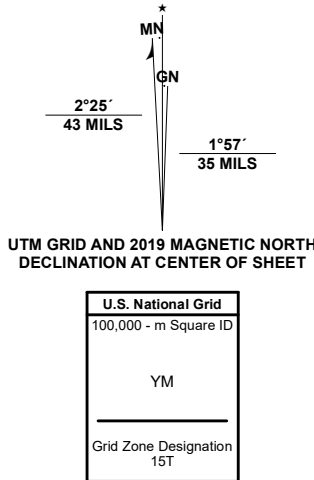 ★
MN
GN
2°25´
43 MILS
1°57´
35 MILS
UTM GRID AND 2019 MAGNETIC NORTH
DECLINATION AT CENTER OF SHEET
U.S. National Grid
100,000 - m Square ID
YM
Grid Zone Designation
15T